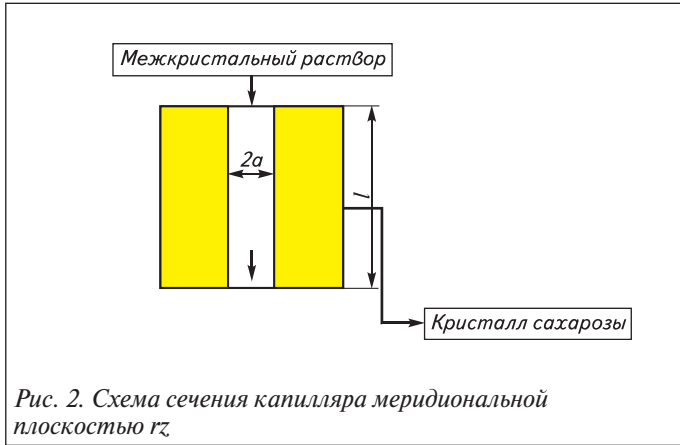 Межкристальный раствор
2a
l
Кристалл сахарозы
Рис. 2. Схема сечения капилляра меридиональной
плоскостью rz